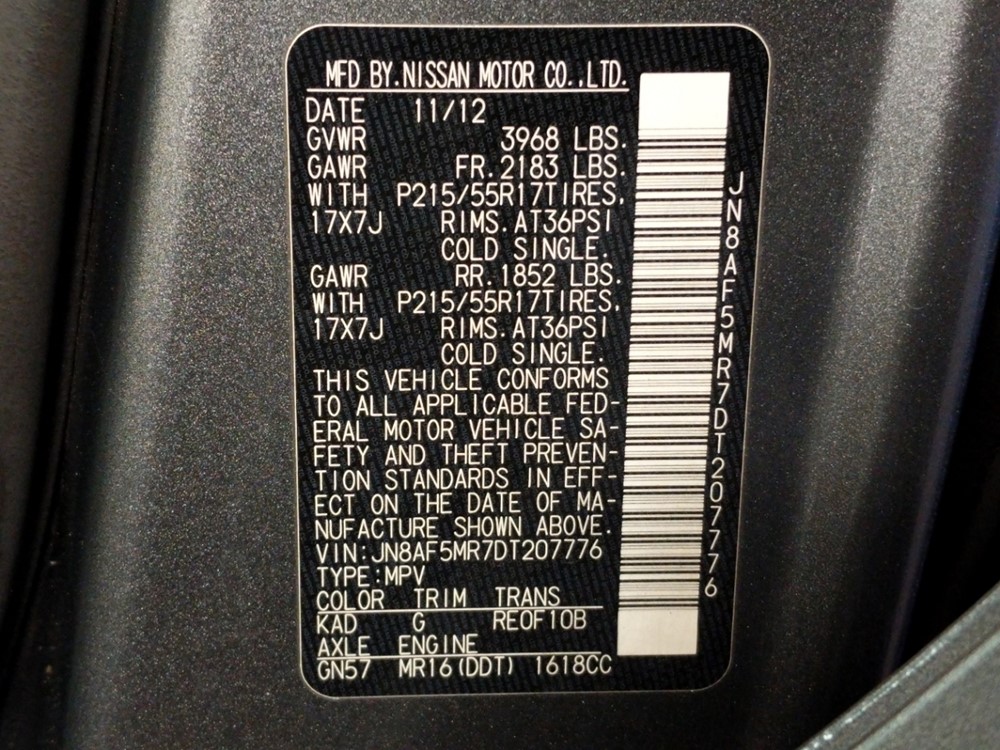 MFD BY.NISSAN MOTOR CO.,LTD.
DATE 11/12
GVWR 3968 LBS.
GAWR FR.2183 LBS.
WITH P215/55R17TIRES,
17X7J RIMS.AT36PSI
COLD SINGLE.
GAWR RR.1852 LBS.
WITH P215/55R17TIRES.
17X7J RIMS.AT36PSI
COLD SINGLE.
THIS VEHICLE CONFORMS
TO ALL APPLICABLE FED-
ERAL MOTOR VEHICLE SA-
FETY AND THEFT PREVEN-
TION STANDARDS IN EFF-
ECT ON THE DATE OF MA-
NUFACTURE SHOWN ABOVE.
VIN:JN8AF5MR7DT207776
TYPE:MPV
COLOR TRIM TRANS
KAD G RE0F10B
AXLE ENGINE
GN57 MR16(DDT) 1618CC
JN8AF5MR7DT207776